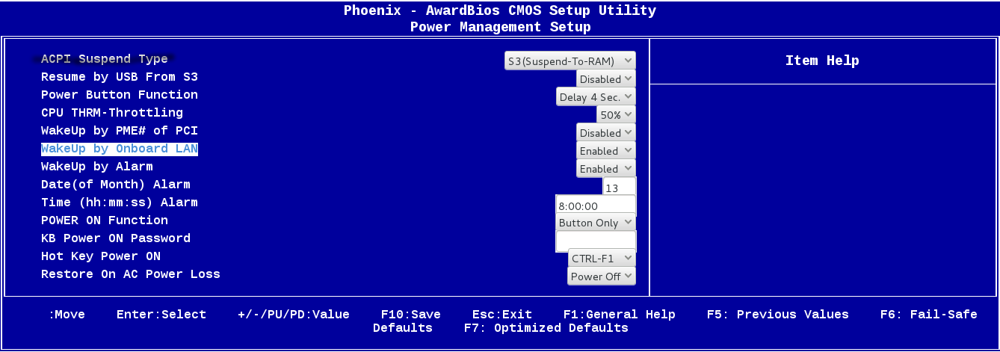 Phoenix - AwardBios CMOS Setup Utility
Power Management Setup
ACPI Suspend Type S3(Suspend-To-RAM)
Item Help
Resume by USB From S3 Disabled
Power Button Function Delay 4 Sec.
CPU THRM-Throttling 50%
WakeUp by PME# of PCI Disabled
WakeUp by Onboard LAN Enabled
WakeUp by Alarm Enabled
Date(of Month) Alarm 13
Time (hh:mm:ss) Alarm 8:00:00
POWER ON Function Button Only
KB Power ON Password
Hot Key Power ON CTRL-F1
Restore On AC Power Loss Power Off
:Move Enter:Select +/-/PU/PD:Value F10:Save Esc:Exit F1:General Help F5: Previous Values F6: Fail-Safe
Defaults F7: Optimized Defaults